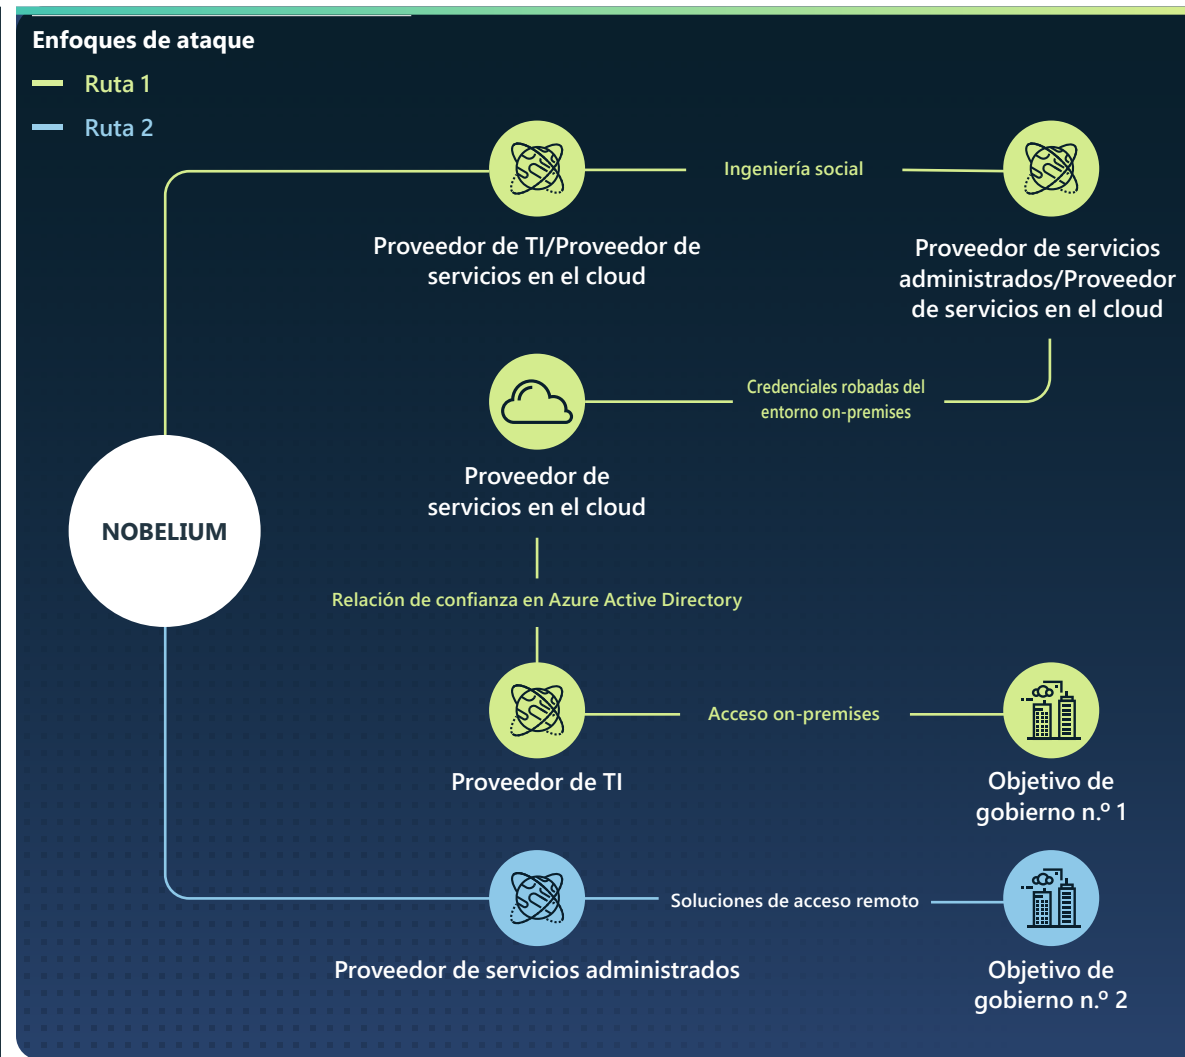 Enfoques de ataque
Ruta 1
Ruta 2
Ingeniería social
Proveedor de TI/Proveedor de
servicios en el cloud
Proveedor de servicios
administrados/Proveedor
de servicios en el cloud
Credenciales robadas del
entorno on-premises
Proveedor de
servicios en el cloud
NOBELIUM
Relación de confianza en Azure Active Directory
Acceso on-premises
Proveedor de TI
Objetivo de
gobierno n.º 1
Soluciones de acceso remoto
Proveedor de servicios administrados
Objetivo de
gobierno n.º 2